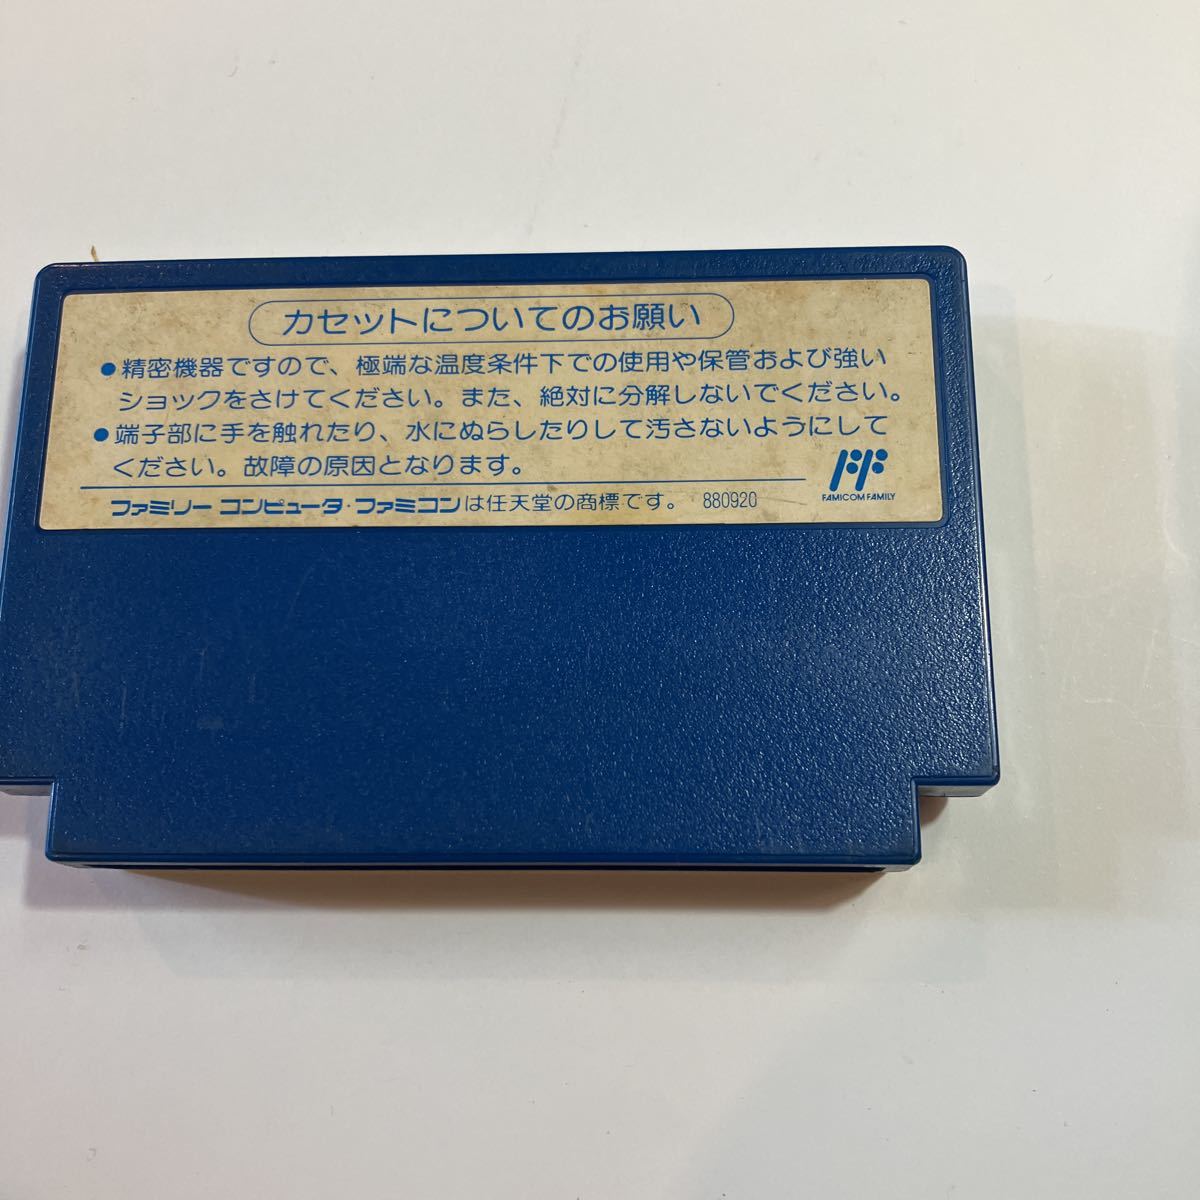 カセットについてのお願い
●精密機器ですので、極端な温度条件下での使用や保管および強い
ショックをさけてください。また、絶対に分解しないでください。
●端子部に手を触れたり、水にぬらしたりして汚さないようにして
ください。故障の原因となります。
FAMICOM FAMILY
ファミリーコンピュータ・ファミコンは任天堂の商標です。 880920